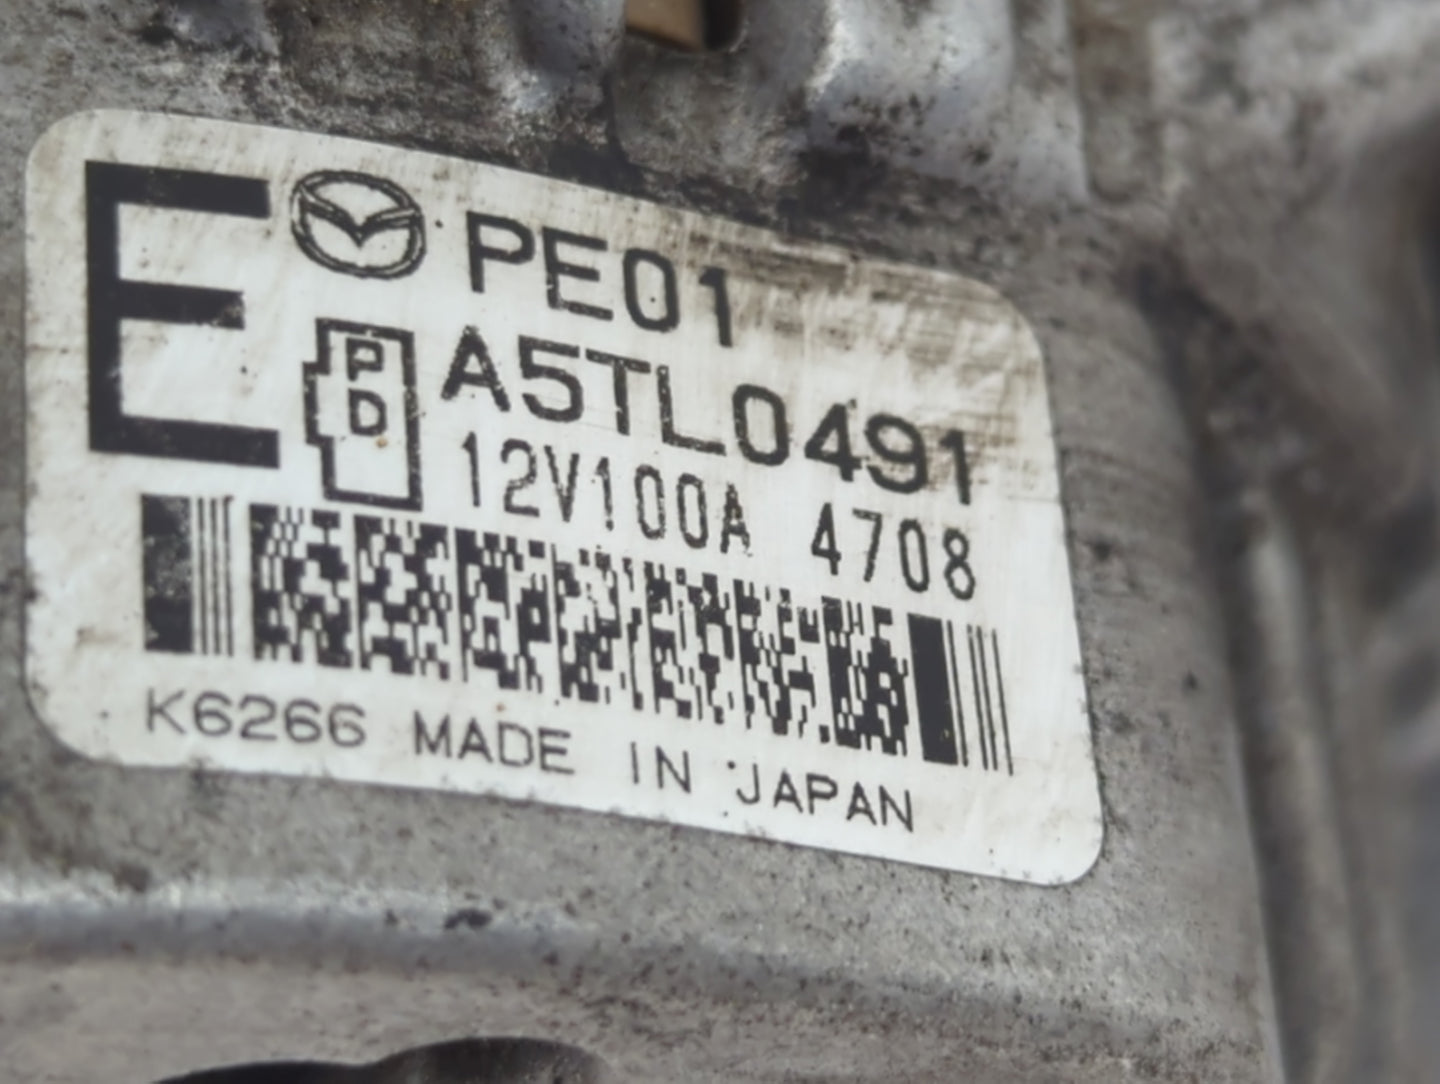 E PE01
P
D
A5TL0491
12V100A 4708
K6266 MADE IN JAPAN